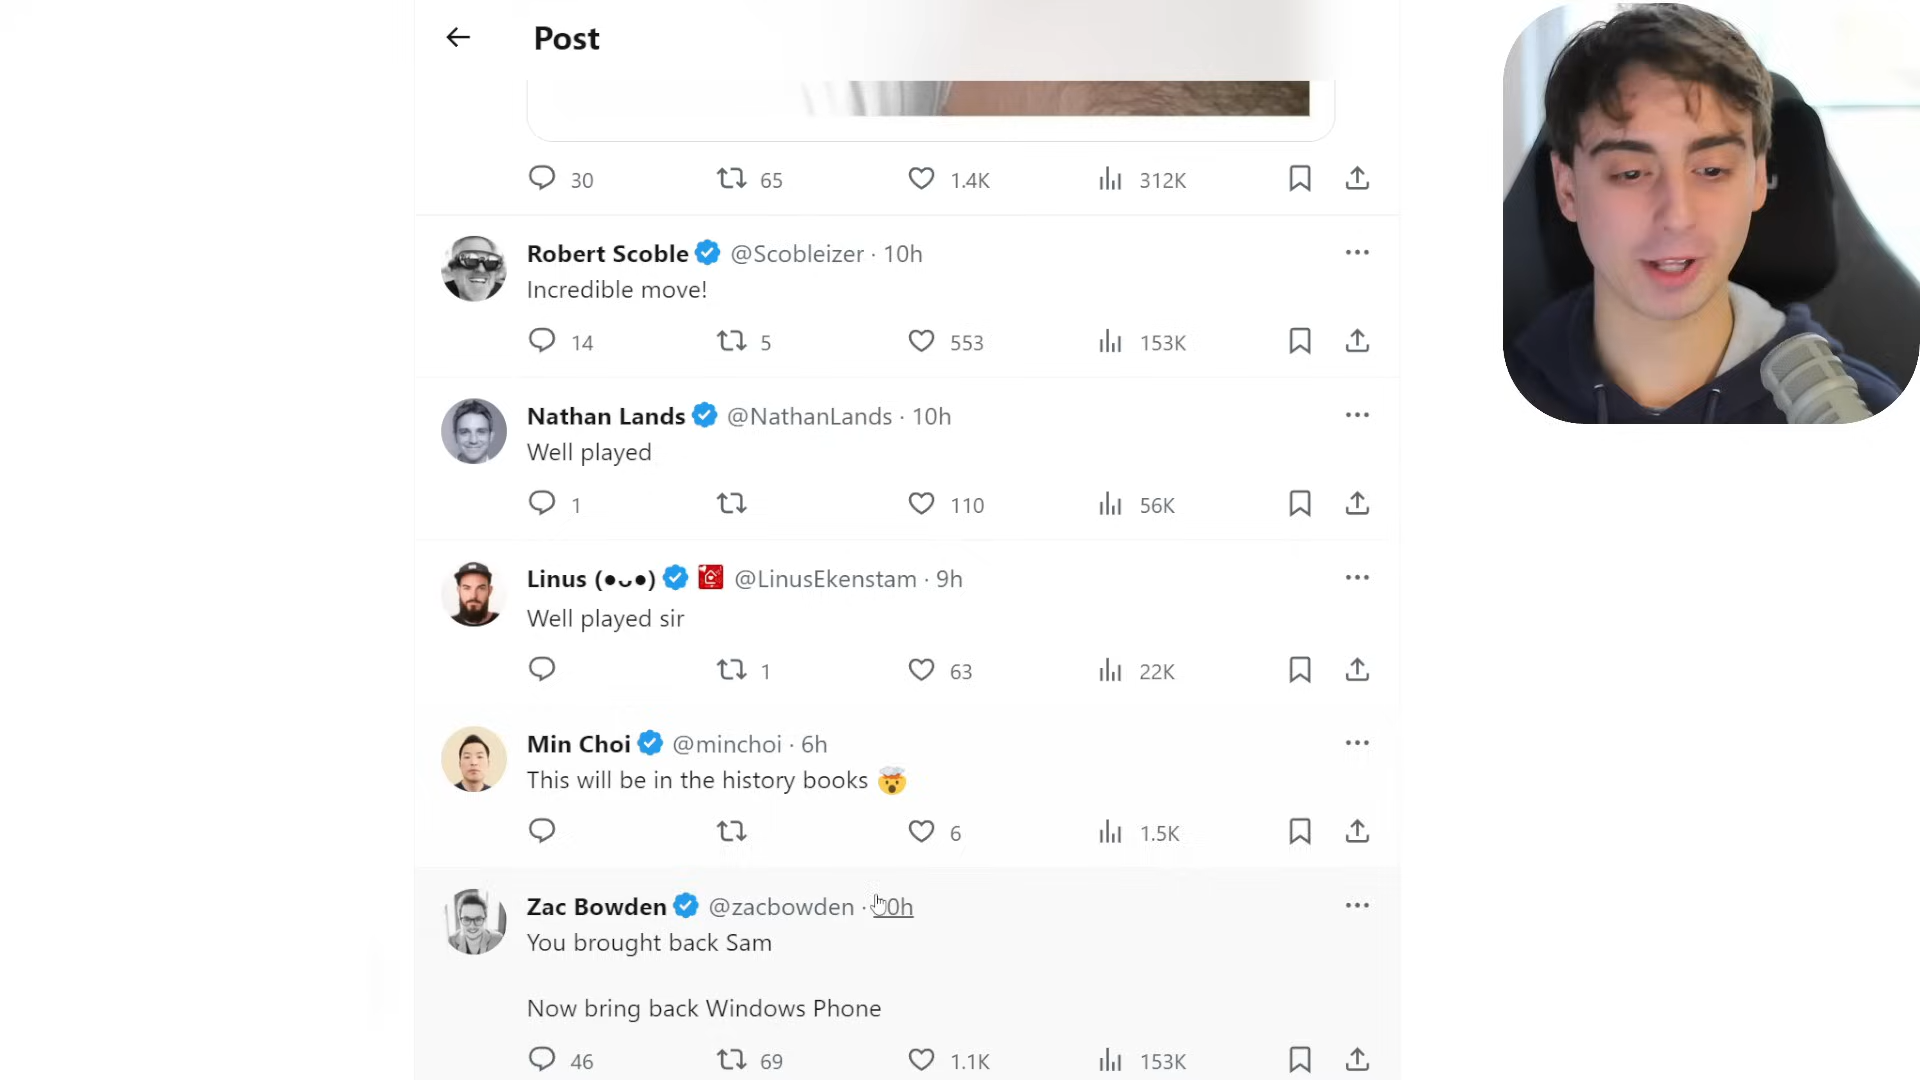 Post
30 65 1.4K 312K
Robert Scoble @Scobleizer · 10h
Incredible move!
14 5 553 153K
Nathan Lands @NathanLands · 10h
Well played
1 110 56K
Linus (●ᴗ●) @LinusEkenstam · 9h
Well played sir
1 63 22K
Min Choi @minchoi · 6h
This will be in the history books 🤯
6 1.5K
Zac Bowden @zacbowden ·
You brought back Sam
Now bring back Windows Phone
46 69 1.1K 153K